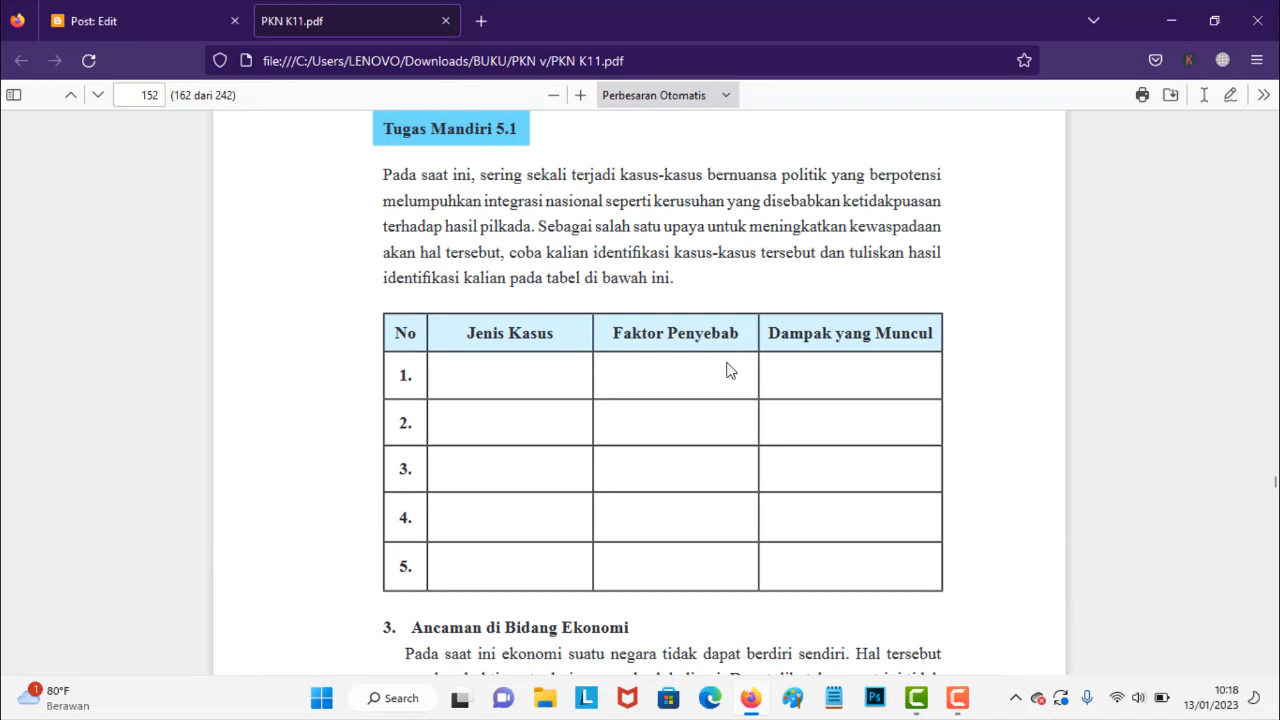 Post: Edit
PKN K11.pdf
file:///C:/Users/LENOVO/Downloads/BUKU/PKN v/PKN K11.pdf
K
152 (162 dari 242)
Perbesaran Otomatis
Tugas Mandiri 5.1
Pada saat ini, sering sekali terjadi kasus-kasus bernuansa politik yang berpotensi
melumpuhkan integrasi nasional seperti kerusuhan yang disebabkan ketidakpuasan
terhadap hasil pilkada. Sebagai salah satu upaya untuk meningkatkan kewaspadaan
akan hal tersebut, coba kalian identifikasi kasus-kasus tersebut dan tuliskan hasil
identifikasi kalian pada tabel di bawah ini.
No Jenis Kasus Faktor Penyebab Dampak yang Muncul
1.
2.
3.
4.
5.
3. Ancaman di Bidang Ekonomi
Pada saat ini ekonomi suatu negara tidak dapat berdiri sendiri. Hal tersebut
1
80°F
Berawan
Search
L
Ps
C
C
10:18
13/01/2023